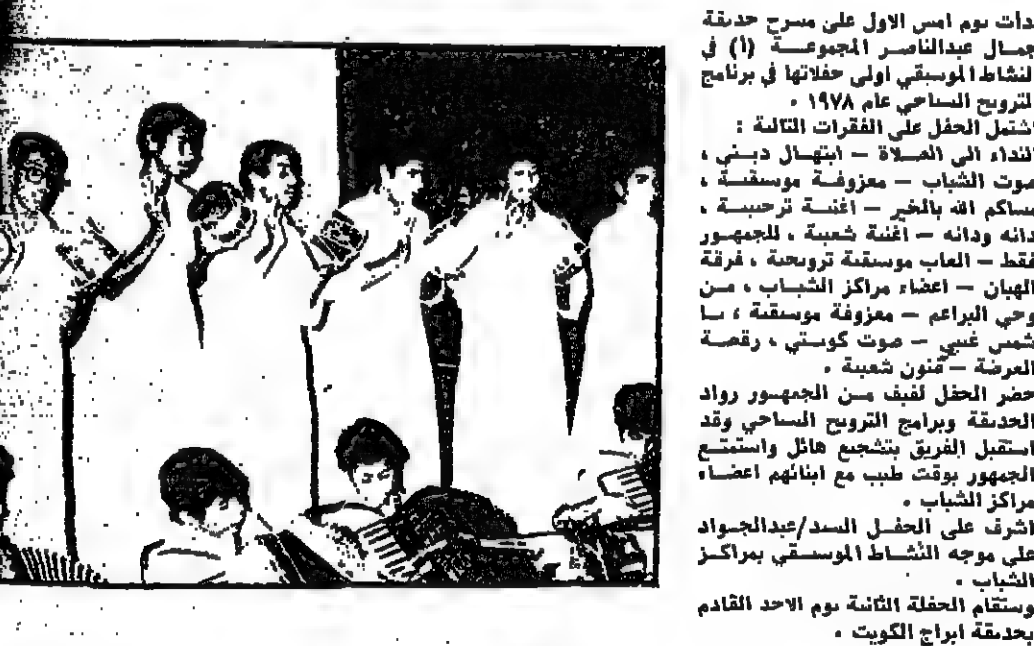 دأت يوم امس الاول على مسرح حديقة
جمال عبدالناصر المجموعة (أ) في
لنشاط الموسيقي اولى حفلاتها في برنامج
لترويح السياحي عام ١٩٧٨ .
اشتمل الحفل على الفقرات التالية :
النداء الى الصلاة – ابتهال ديني ،
صوت الشباب – معزوفة موسيقية ،
مساكم الله بالخير – اغنية ترحيبية ،
دانه ودانه – اغنية شعبية ، للجمهور
فقط – العاب موسيقية ترويحية ، فرقة
الهبان – اعضاء مراكز الشباب ، من
وحي البراعم – معزوفة موسيقية ، يا
شمس غيبي – صوت كويتي ، رقصة
العرضة – فنون شعبية .
حضر الحفل لفيف من الجمهور رواد
الحديقة وبرامج الترويح السياحي وقد
استقبل الفريق بتشجيع هائل واستمتع
الجمهور بوقت طيب مع ابنائهم اعضاء
مراكز الشباب .
اشرف على الحفل السيد/عبدالجواد
علي موجه النشاط الموسيقي بمراكز
الشباب .
وستقام الحفلة الثانية يوم الاحد القادم
بحديقة ابراج الكويت .